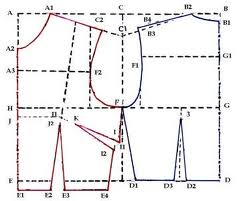 A A1 C B2 B
C2 B4 B1
C1 B3
A2
A3 F2 F1 G1
H F G
J J1 K 3
J2
I I1
I2
E D
E1 E2 E3 E4 D1 D3 D2